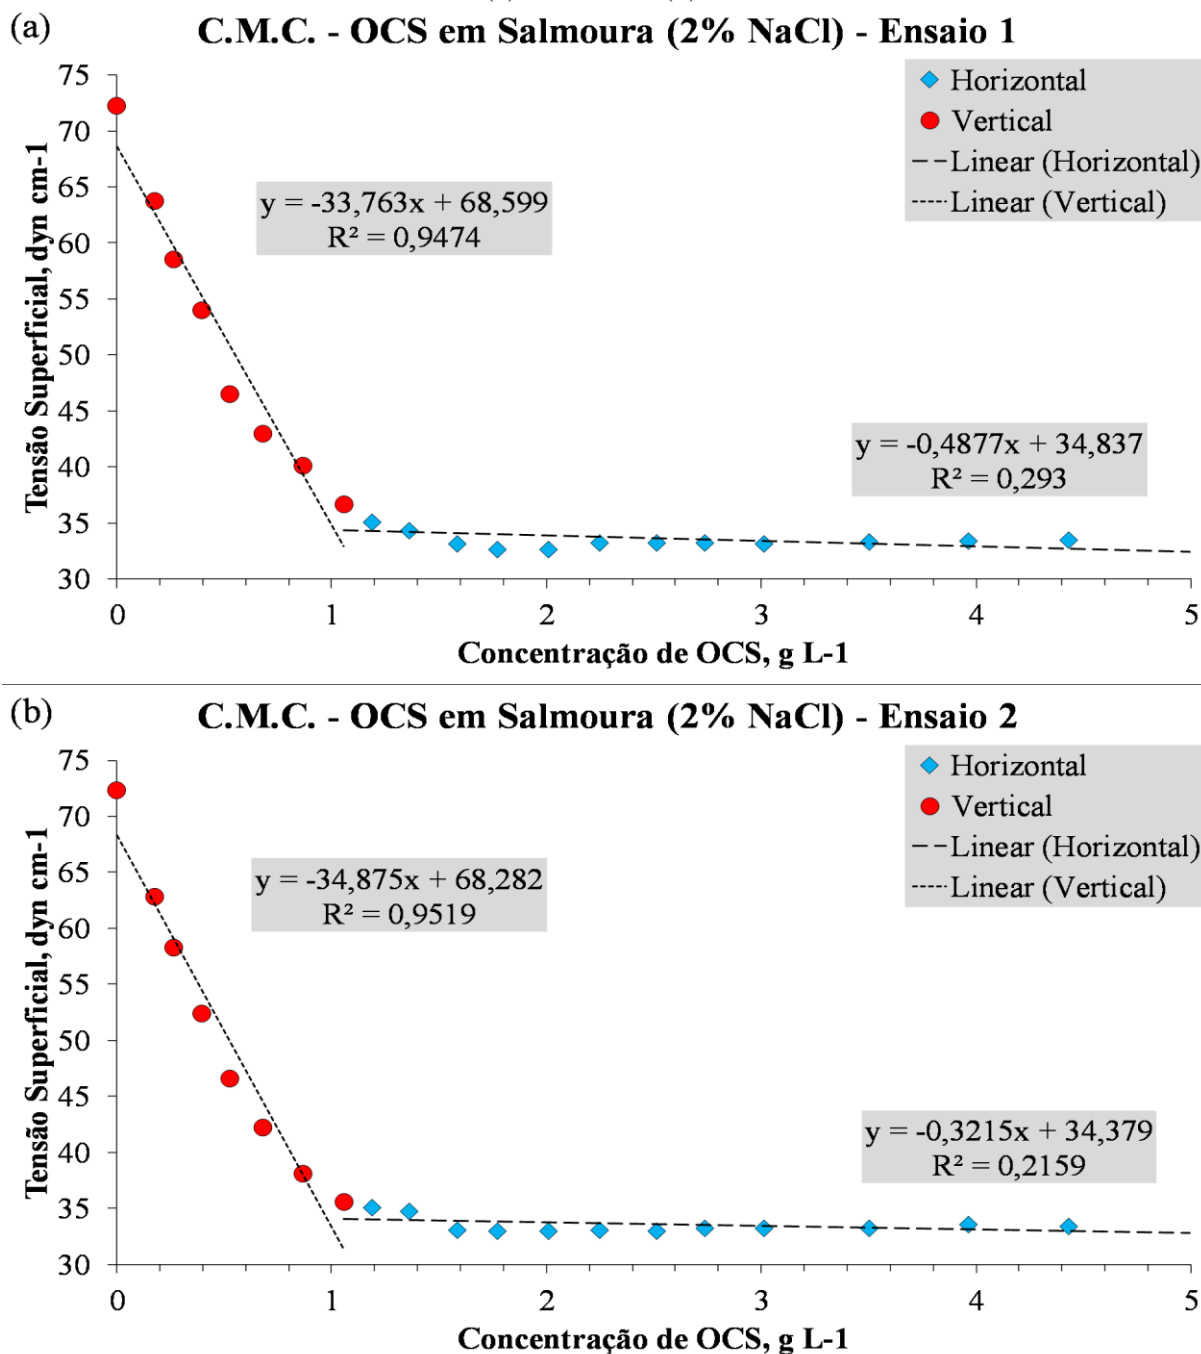 (a)
C.M.C. - OCS em Salmoura (2% NaCl) - Ensaio 1
Horizontal
Vertical
Linear (Horizontal)
Linear (Vertical)
y = -33,763x + 68,599
R² = 0,9474
y = -0,4877x + 34,837
R² = 0,293
Tensão Superficial, dyn cm-1
75
70
65
60
55
50
45
40
35
30
0 1 2 3 4 5
Concentração de OCS, g L-1
(b)
C.M.C. - OCS em Salmoura (2% NaCl) - Ensaio 2
Horizontal
Vertical
Linear (Horizontal)
Linear (Vertical)
y = -34,875x + 68,282
R² = 0,9519
y = -0,3215x + 34,379
R² = 0,2159
Tensão Superficial, dyn cm-1
75
70
65
60
55
50
45
40
35
30
0 1 2 3 4 5
Concentração de OCS, g L-1